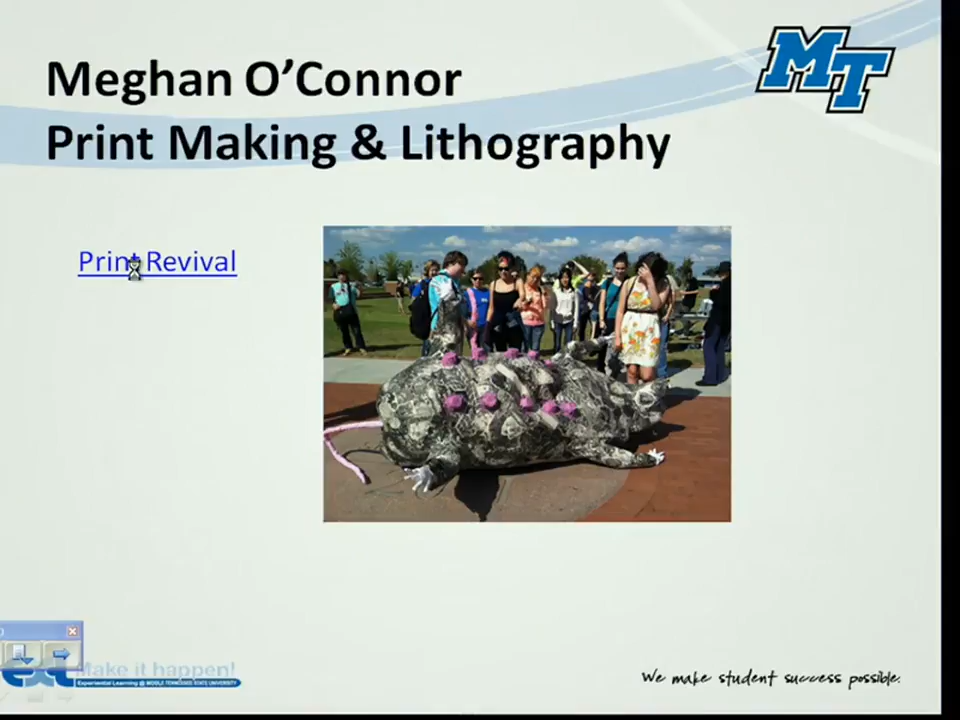 Meghan O’Connor
MT
Print Making & Lithography
Print Revival
Make it happen!
Experiential Learning @ MIDDLE TENNESSEE STATE UNIVERSITY
We make student success possible.